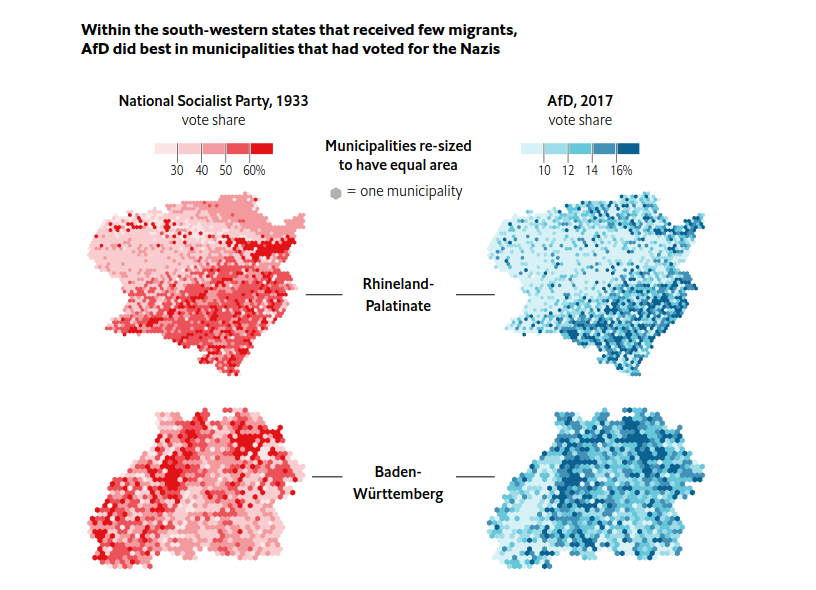 Within the south-western states that received few migrants,
AfD did best in municipalities that had voted for the Nazis
National Socialist Party, 1933
vote share
30 40 50 60%
Municipalities re-sized
to have equal area
= one municipality
AfD, 2017
vote share
10 12 14 16%
Rhineland-
Palatinate
Baden-
Württemberg